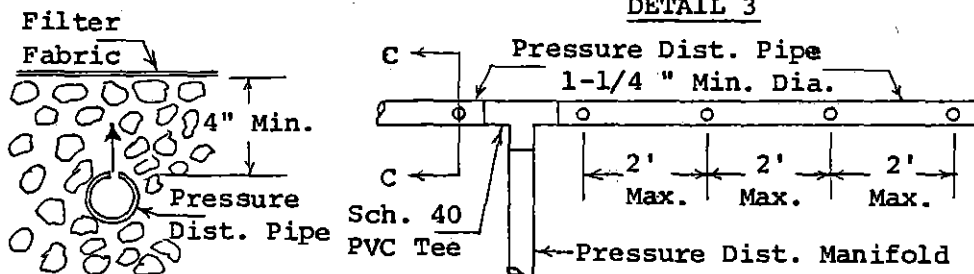 DETAIL 3
Filter
Fabric
4" Min.
Pressure
Dist. Pipe
C
Pressure Dist. Pipe
1-1/4 " Min. Dia.
C
2'
Max.
2'
Max.
2'
Max.
Sch. 40
PVC Tee
Pressure Dist. Manifold